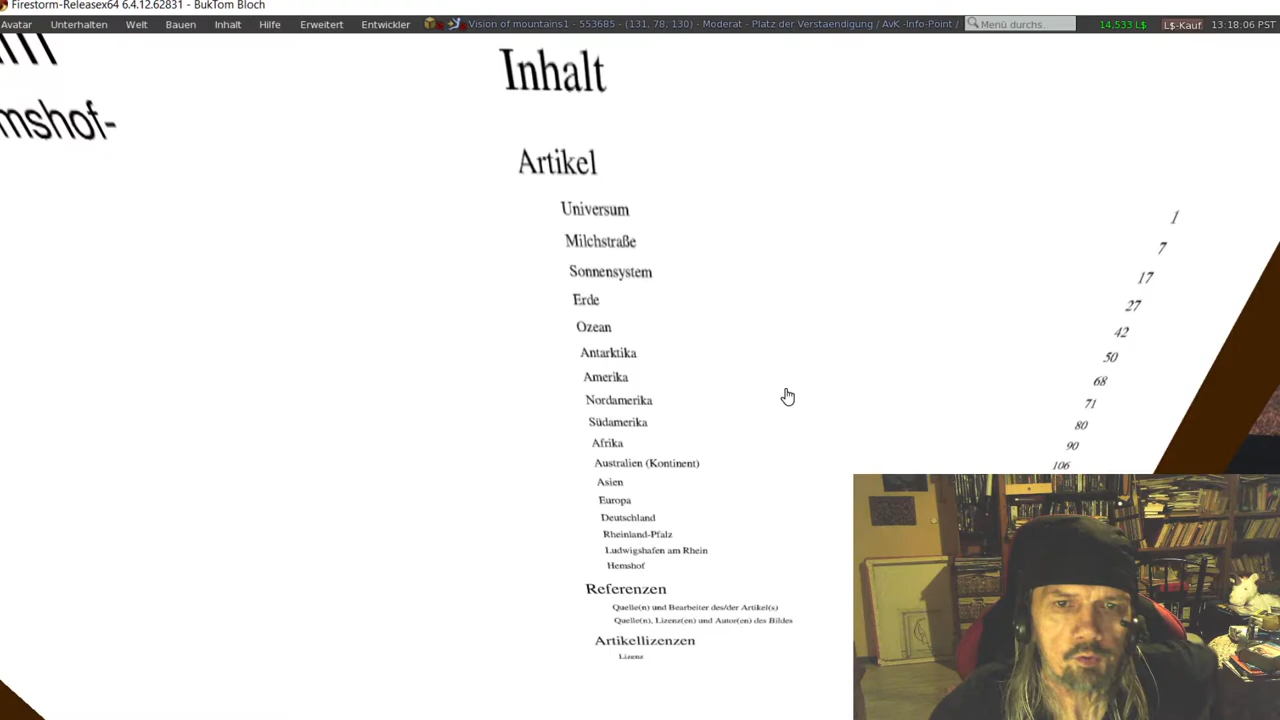 Firestorm-Releasex64 6.4.12.62831 - BukTom Bloch
Avatar Unterhalten Welt Bauen Inhalt Hilfe Erweitert Entwickler Vision of mountains1 - 553685 - (131, 78, 130) - Moderat - Platz der Verstaendigung / AvK -Info-Point / Menü durchs. 14,533 L$ L$-Kauf 13:18:06 PST
mshof-
Inhalt
Artikel
Universum 1
Milchstraße 7
Sonnensystem 17
Erde 27
Ozean 42
Antarktika 50
Amerika 68
Nordamerika 71
Südamerika 80
Afrika 90
Australien (Kontinent) 106
Asien
Europa
Deutschland
Rheinland-Pfalz
Ludwigshafen am Rhein
Hemshof
Referenzen
Quelle(n) und Bearbeiter des/der Artikel(s)
Quelle(n), Lizenz(en) und Autor(en) des Bildes
Artikellizenzen
Lizenz